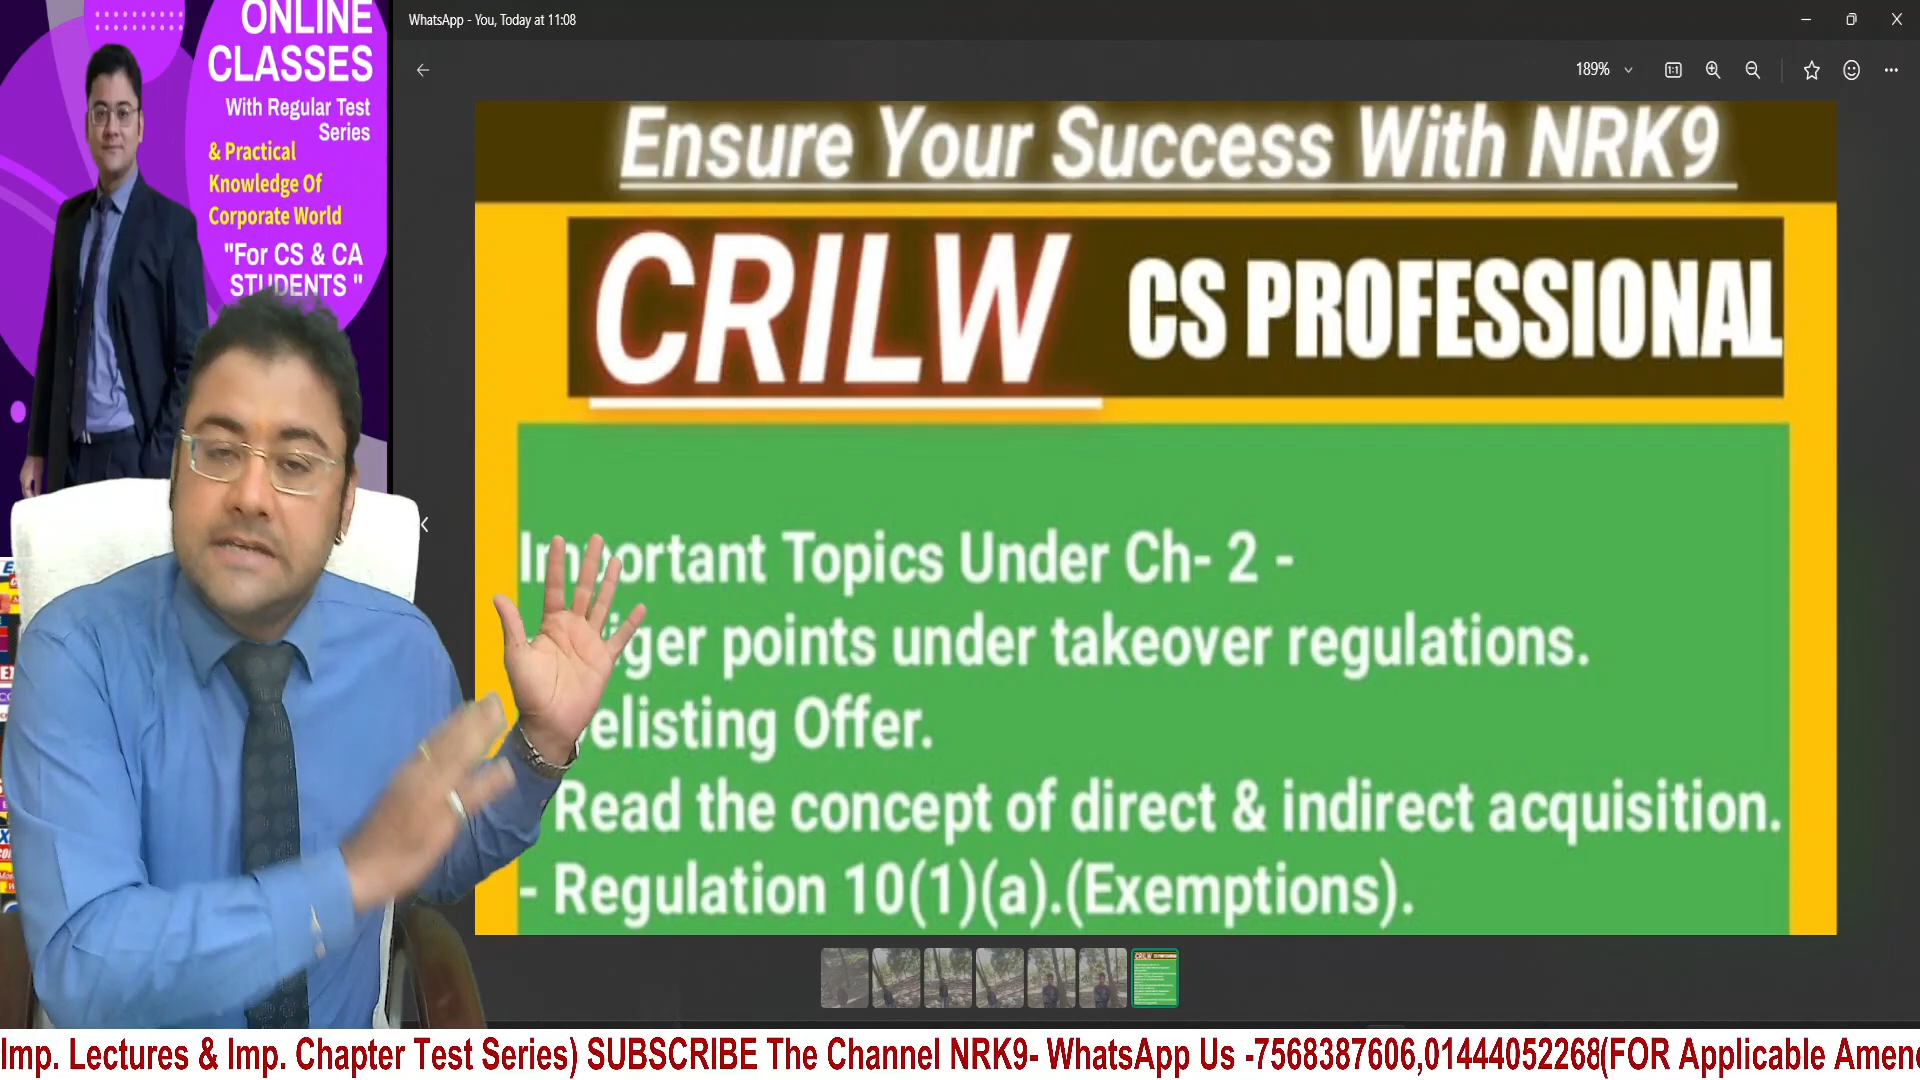 ONLINE
CLASSES
With Regular Test
Series
& Practical
Knowledge Of
Corporate World
"For CS & CA
STUDENTS "
WhatsApp - You, Today at 11:08
189%
Ensure Your Success With NRK9
CRILW CS PROFESSIONAL
Important Topics Under Ch- 2 -
points under takeover regulations.
Offer.
Read the concept of direct & indirect acquisition.
- Regulation 10(1)(a).(Exemptions).
Imp. Lectures & Imp. Chapter Test Series) SUBSCRIBE The Channel NRK9- WhatsApp Us -7568387606,01444052268(FOR Applicable Amen